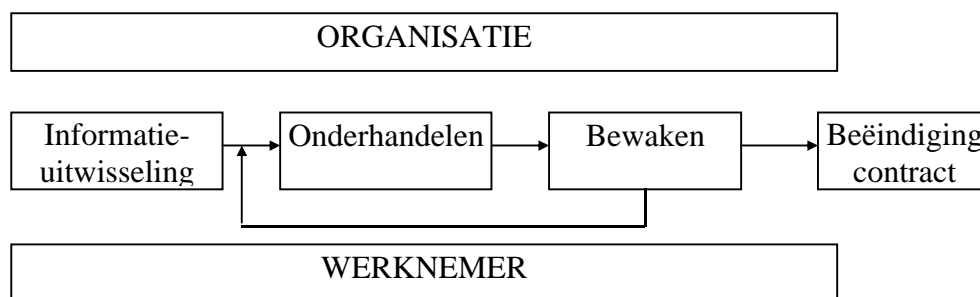 ORGANISATIE
Informatie-
uitwisseling
Onderhandelen
Bewaken
Beëindiging
contract
WERKNEMER